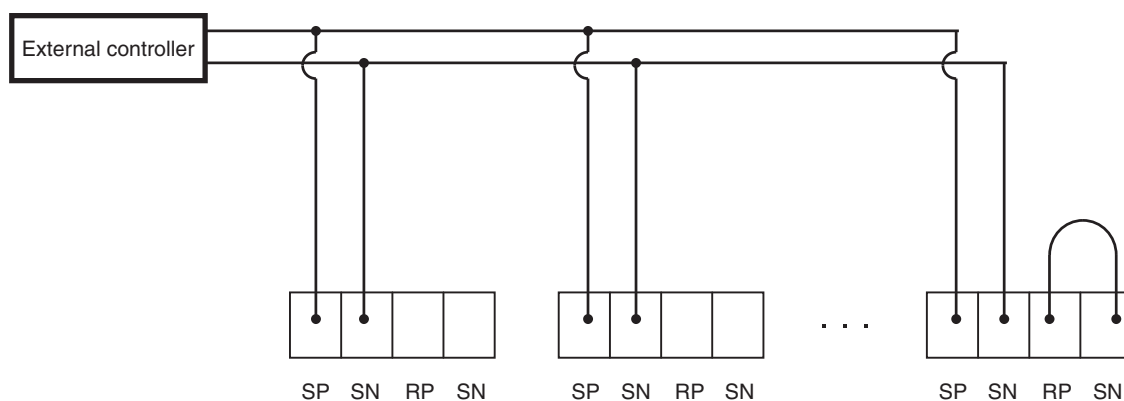 External controller
. . .
SP SN RP SN SP SN RP SN SP SN RP SN